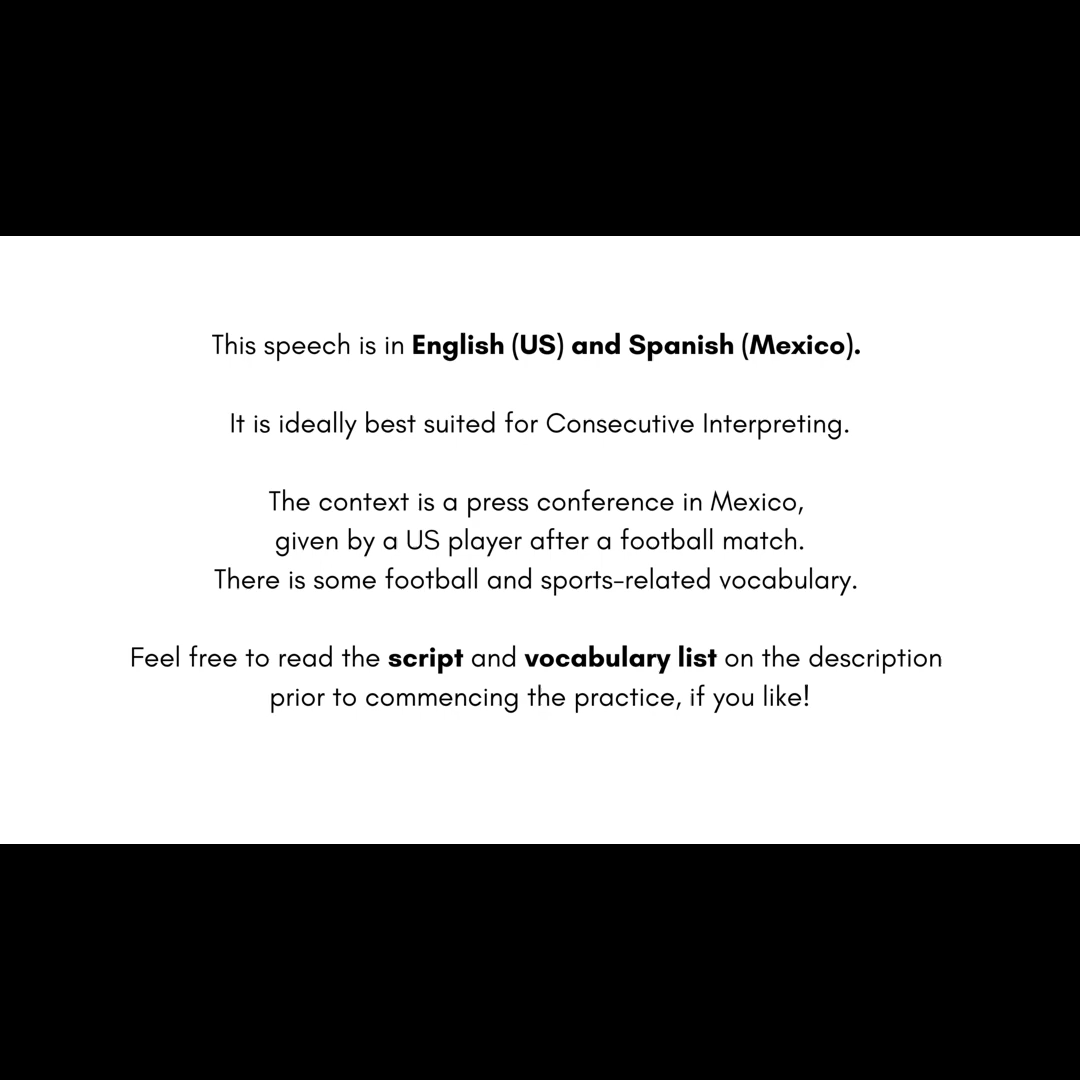 This speech is in English (US) and Spanish (Mexico).
It is ideally best suited for Consecutive Interpreting.
The context is a press conference in Mexico,
given by a US player after a football match.
There is some football and sports-related vocabulary.
Feel free to read the script and vocabulary list on the description
prior to commencing the practice, if you like!